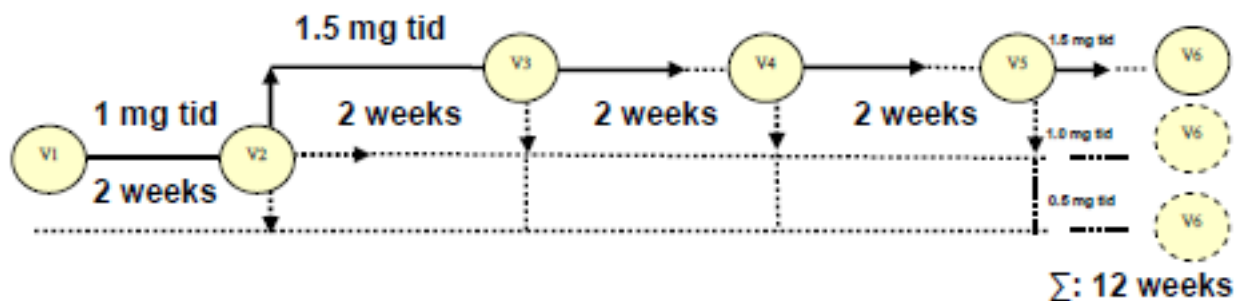 1.5 mg tid
1.5 mg tid
V3
V4
V5
V6
1 mg tid
2 weeks
2 weeks
2 weeks
1.0 mg tid
V1
V2
V6
2 weeks
0.5 mg tid
V6
∑: 12 weeks